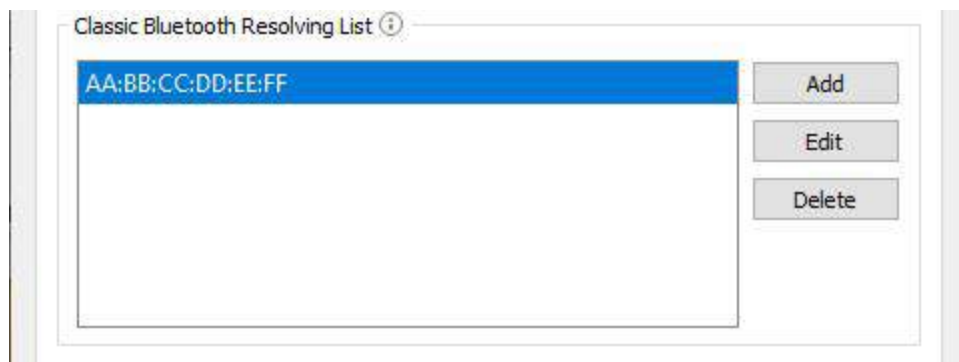 Classic Bluetooth Resolving List
AA:BB:CC:DD:EE:FF
Add
Edit
Delete